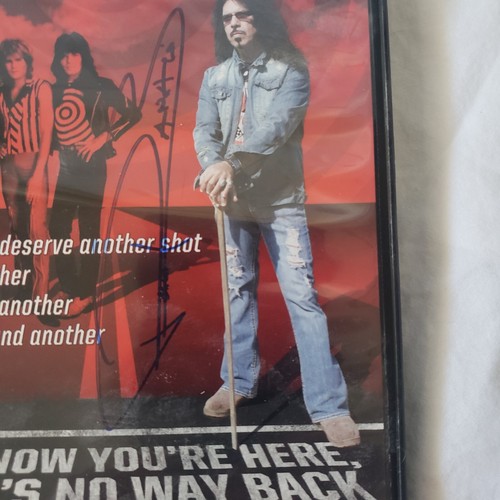 deserve another shot
her
another
and another
NOW YOU'RE HERE,
'S NO WAY BACK